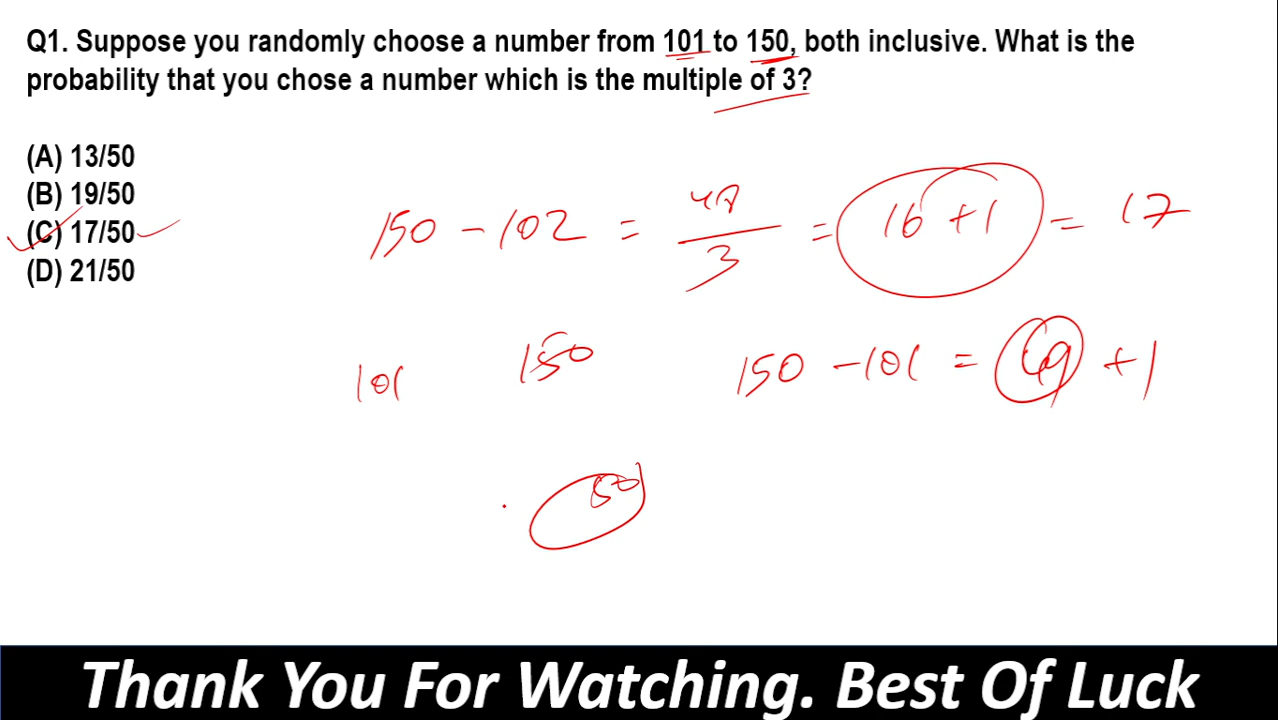 Q1. Suppose you randomly choose a number from 101 to 150, both inclusive. What is the
probability that you chose a number which is the multiple of 3?
(A) 13/50
(B) 19/50
(C) 17/50
(D) 21/50
150 - 102 = 48/3 = 16 + 1 = 17
101 150 150 - 101 = 49 + 1
50
Thank You For Watching. Best Of Luck